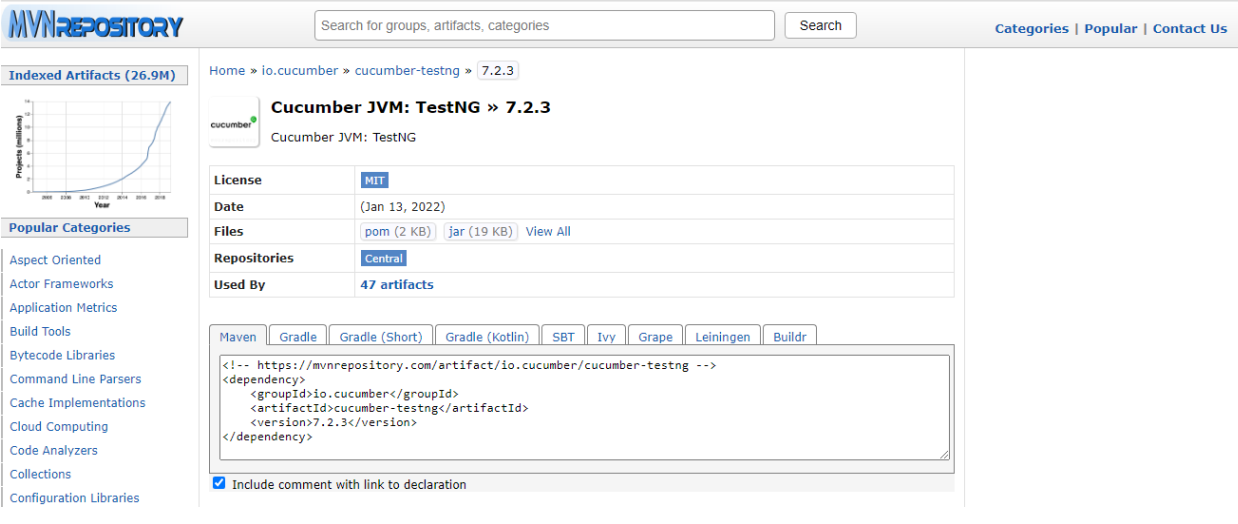 MVNREPOSITORY
Search for groups, artifacts, categories
Search
Categories | Popular | Contact Us
Indexed Artifacts (26.9M)
Projects (millions)
Year
Popular Categories
Aspect Oriented
Actor Frameworks
Application Metrics
Build Tools
Bytecode Libraries
Command Line Parsers
Cache Implementations
Cloud Computing
Code Analyzers
Collections
Configuration Libraries
Home » io.cucumber » cucumber-testng » 7.2.3
cucumber
Cucumber JVM: TestNG » 7.2.3
Cucumber JVM: TestNG
License MIT
Date (Jan 13, 2022)
Files pom (2 KB) jar (19 KB) View All
Repositories Central
Used By 47 artifacts
Maven Gradle Gradle (Short) Gradle (Kotlin) SBT Ivy Grape Leiningen Buildr
<!-- https://mvnrepository.com/artifact/io.cucumber/cucumber-testng -->
<dependency>
    <groupId>io.cucumber</groupId>
    <artifactId>cucumber-testng</artifactId>
    <version>7.2.3</version>
</dependency>
Include comment with link to declaration